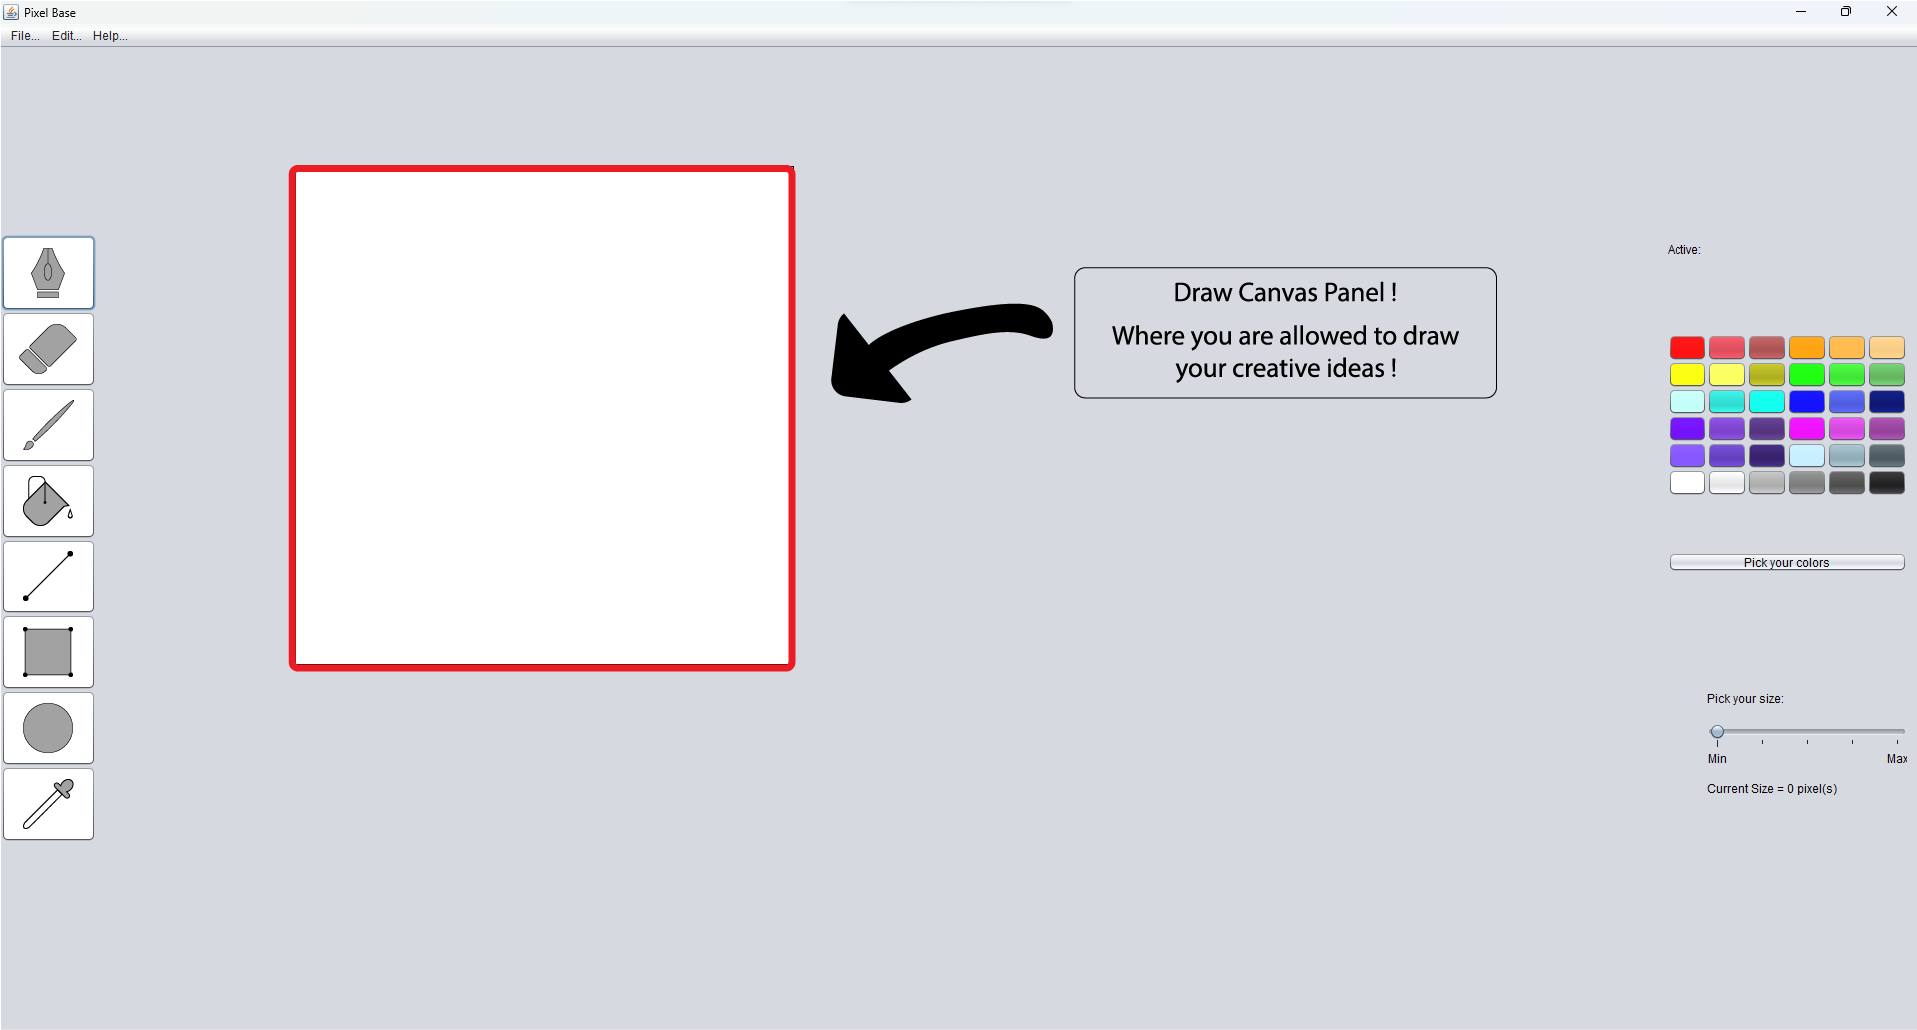 Pixel Base
File... Edit... Help...
Draw Canvas Panel !
Where you are allowed to draw
your creative ideas !
Active:
Pick your colors
Pick your size:
Min Max
Current Size = 0 pixel(s)